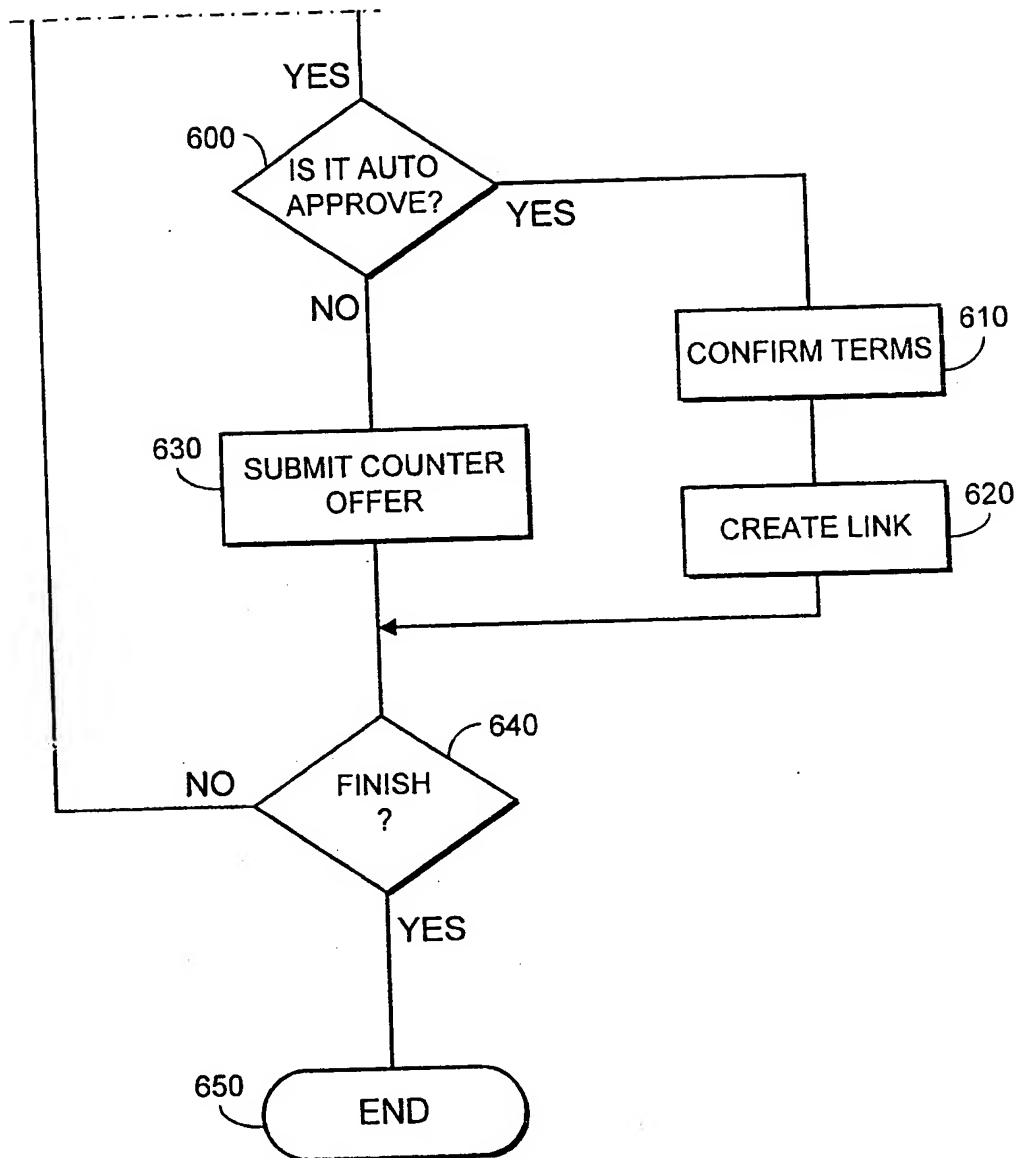 YES
600
IS IT AUTO
APPROVE?
YES
NO
610
CONFIRM TERMS
630
SUBMIT COUNTER
OFFER
620
CREATE LINK
640
NO
FINISH
?
YES
650
END